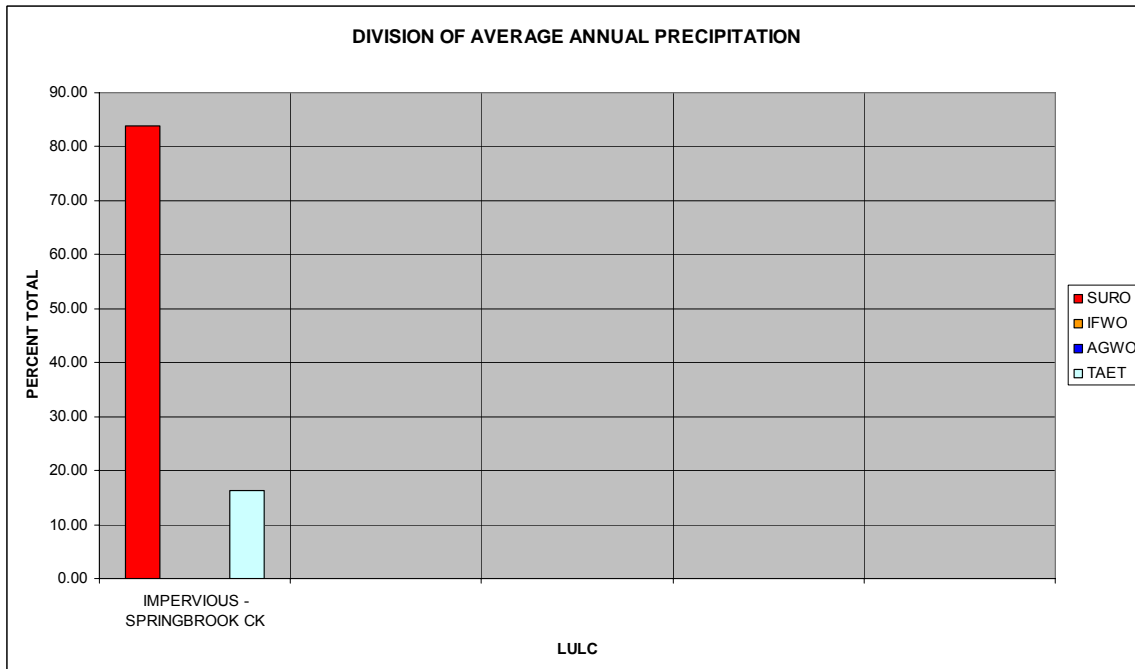 DIVISION OF AVERAGE ANNUAL PRECIPITATION
90.00
80.00
70.00
60.00
50.00
40.00
30.00
20.00
10.00
0.00
PERCENT TOTAL
IMPERVIOUS -
SPRINGBROOK CK
LULC
SURO
IFWO
AGWO
TAET